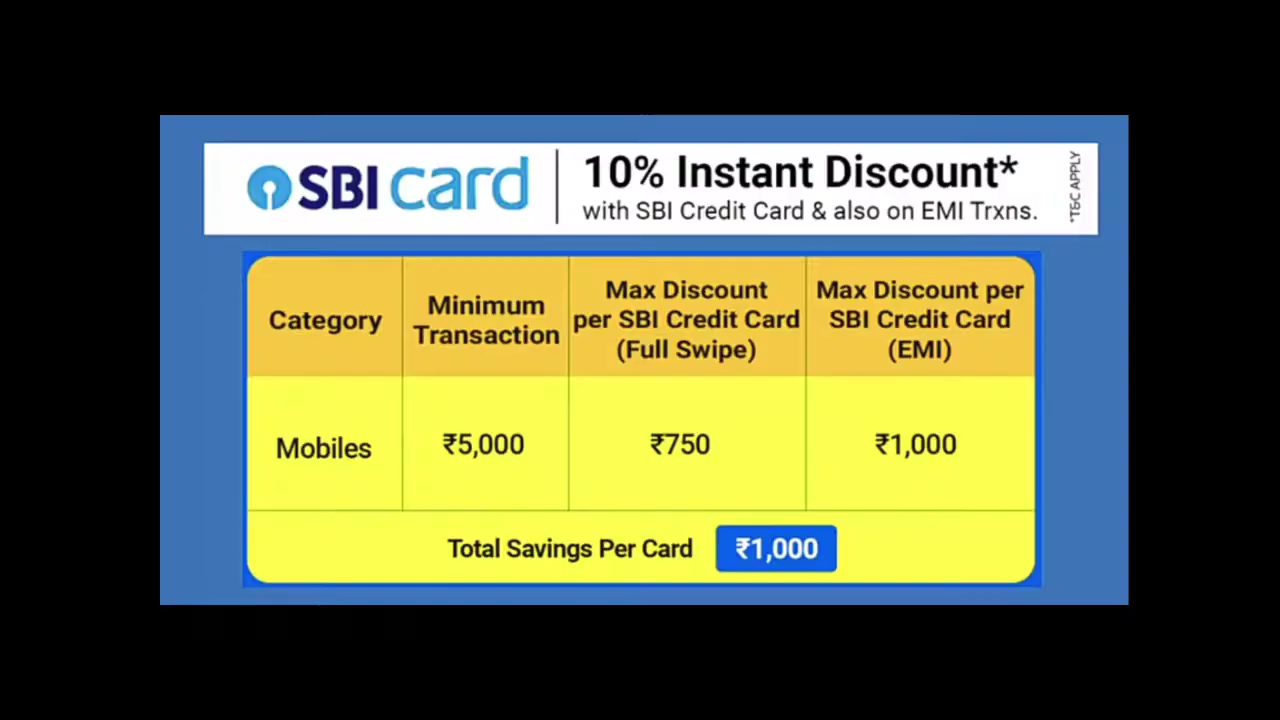 SBI card
10% Instant Discount*
with SBI Credit Card & also on EMI Trxns.
*T&C APPLY
Category
Minimum
Transaction
Max Discount
per SBI Credit Card
(Full Swipe)
Max Discount per
SBI Credit Card
(EMI)
Mobiles
₹5,000
₹750
₹1,000
Total Savings Per Card ₹1,000